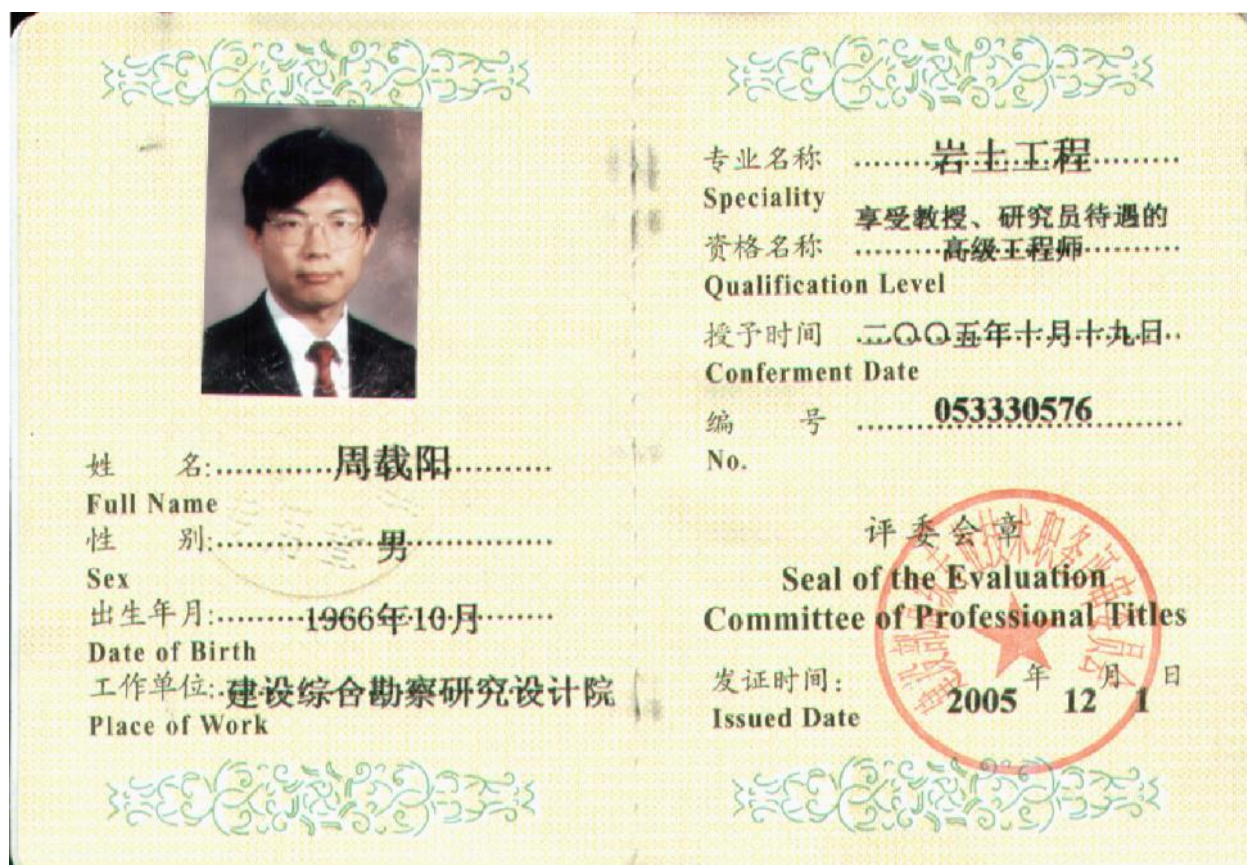 姓 名: 周载阳
Full Name
性 别: 男
Sex
出生年月: 1966年10月
Date of Birth
工作单位: 建设综合勘察研究设计院
Place of Work
专业名称 岩土工程
Speciality
享受教授、研究员待遇的
资格名称 高级工程师
Qualification Level
授予时间 二〇〇五年十月十九日
Conferment Date
编 号 053330576
No.
评委会章
Seal of the Evaluation
Committee of Professional Titles
发证时间: 2005 年 12 月 1 日
Issued Date